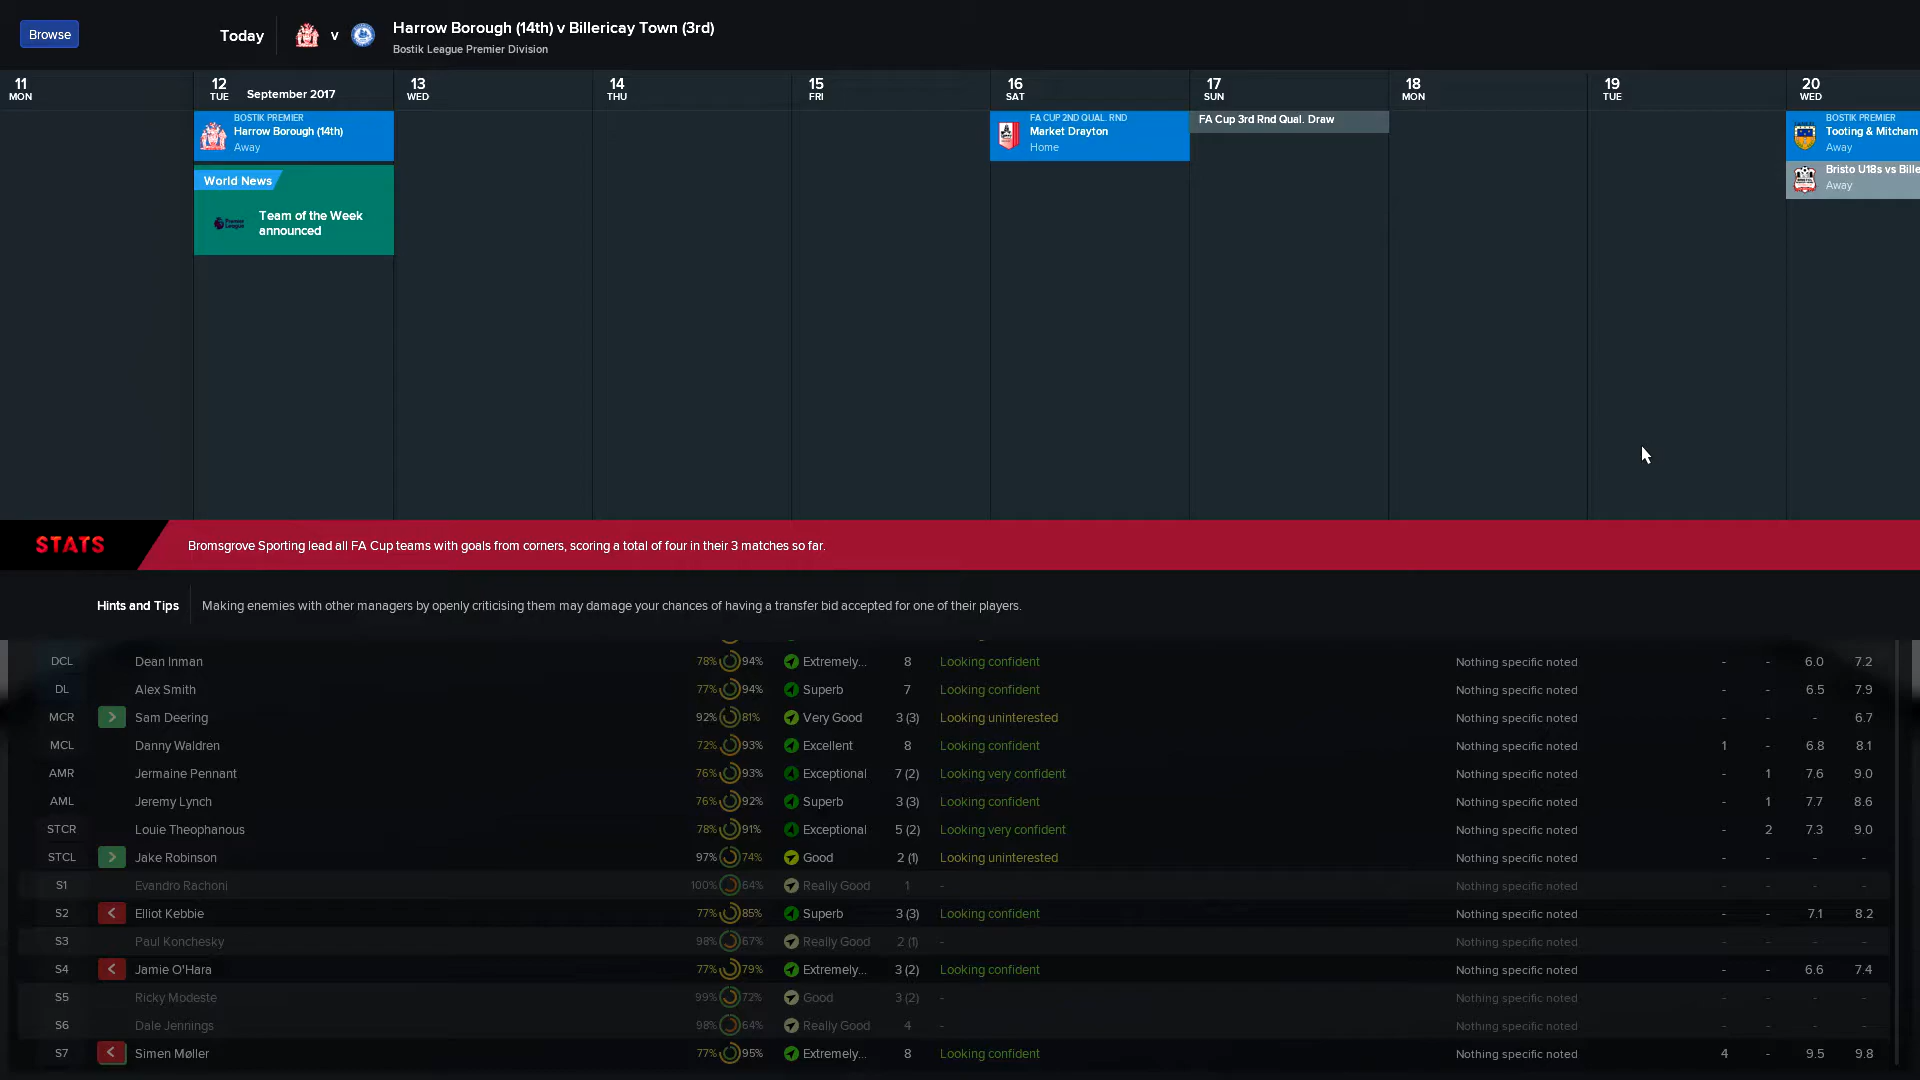 Browse
Today
v
Harrow Borough (14th) v Billericay Town (3rd)
Bostik League Premier Division
11
MON
12
TUE
September 2017
13
WED
14
THU
15
FRI
16
SAT
17
SUN
18
MON
19
TUE
20
WED
BOSTIK PREMIER
Harrow Borough (14th)
Away
World News
Team of the Week
announced
FA CUP 2ND QUAL. RND
Market Drayton
Home
FA Cup 3rd Rnd Qual. Draw
BOSTIK PREMIER
Tooting & Mitcham
Away
Bristo U18s vs Bille
Away
STATS
Bromsgrove Sporting lead all FA Cup teams with goals from corners, scoring a total of four in their 3 matches so far.
Hints and Tips
Making enemies with other managers by openly criticising them may damage your chances of having a transfer bid accepted for one of their players.
DCL Dean Inman 78% 94% Extremely... 8 Looking confident Nothing specific noted - - 6.0 7.2
DL Alex Smith 77% 94% Superb 7 Looking confident Nothing specific noted - - 6.5 7.9
MCR Sam Deering 92% 81% Very Good 3 (3) Looking uninterested Nothing specific noted - - - 6.7
MCL Danny Waldren 72% 93% Excellent 8 Looking confident Nothing specific noted 1 - 6.8 8.1
AMR Jermaine Pennant 76% 93% Exceptional 7 (2) Looking very confident Nothing specific noted - 1 7.6 9.0
AML Jeremy Lynch 76% 92% Superb 3 (3) Looking confident Nothing specific noted - 1 7.7 8.6
STCR Louie Theophanous 78% 91% Exceptional 5 (2) Looking very confident Nothing specific noted - 2 7.3 9.0
STCL Jake Robinson 97% 74% Good 2 (1) Looking uninterested Nothing specific noted - - - -
S1 Evandro Rachoni 100% 64% Really Good 1 - Nothing specific noted - - - -
S2 Elliot Kebbie 77% 85% Superb 3 (3) Looking confident Nothing specific noted - - 7.1 8.2
S3 Paul Konchesky 98% 67% Really Good 2 (1) - Nothing specific noted - - - -
S4 Jamie O'Hara 77% 79% Extremely... 3 (2) Looking confident Nothing specific noted - - 6.6 7.4
S5 Ricky Modeste 99% 72% Good 3 (2) - Nothing specific noted - - - -
S6 Dale Jennings 98% 64% Really Good 4 - Nothing specific noted - - - -
S7 Simen Møller 77% 95% Extremely... 8 Looking confident Nothing specific noted 4 - 9.5 9.8